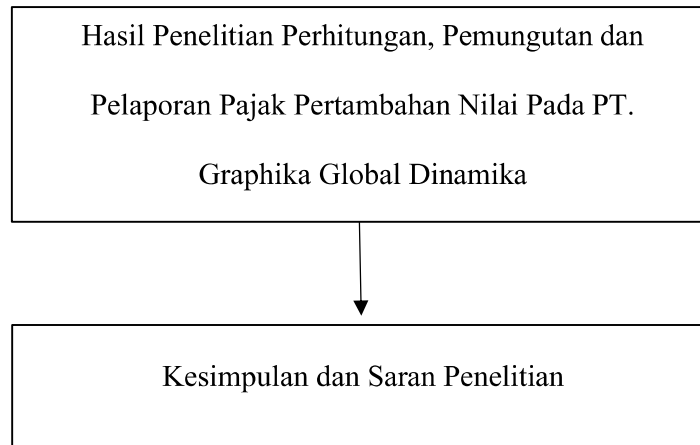 Hasil Penelitian Perhitungan, Pemungutan dan
Pelaporan Pajak Pertambahan Nilai Pada PT.
Graphika Global Dinamika
Kesimpulan dan Saran Penelitian